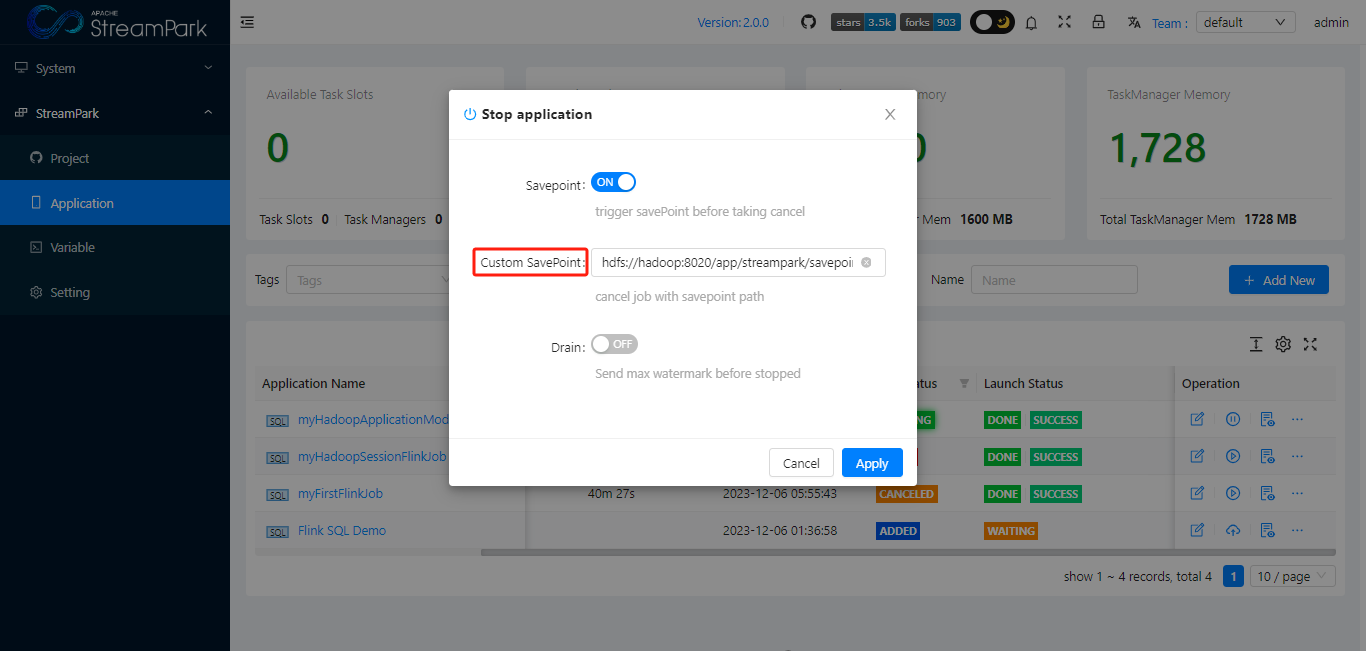 APACHE
StreamPark
Version: 2.0.0
stars 3.5k
forks 903
Team :
default
admin
System
StreamPark
Project
Application
Variable
Setting
Available Task Slots
TaskManager Memory
0
1,728
Task Slots 0
Task Managers 0
Mem 1600 MB
Total TaskManager Mem 1728 MB
Tags
Tags
Name
Name
Add New
Stop application
Savepoint:
ON
trigger savePoint before taking cancel
Custom SavePoint:
hdfs://hadoop:8020/app/streampark/savepoi
cancel job with savepoint path
Drain:
OFF
Send max watermark before stopped
Cancel
Apply
Application Name
Launch Status
Operation
SQL myHadoopApplicationMod
DONE SUCCESS
SQL myHadoopSessionFlinkJob
DONE SUCCESS
SQL myFirstFlinkJob
40m 27s
2023-12-06 05:55:43
CANCELED
DONE SUCCESS
SQL Flink SQL Demo
2023-12-06 01:36:58
ADDED
WAITING
show 1 ~ 4 records, total 4
1
10 / page